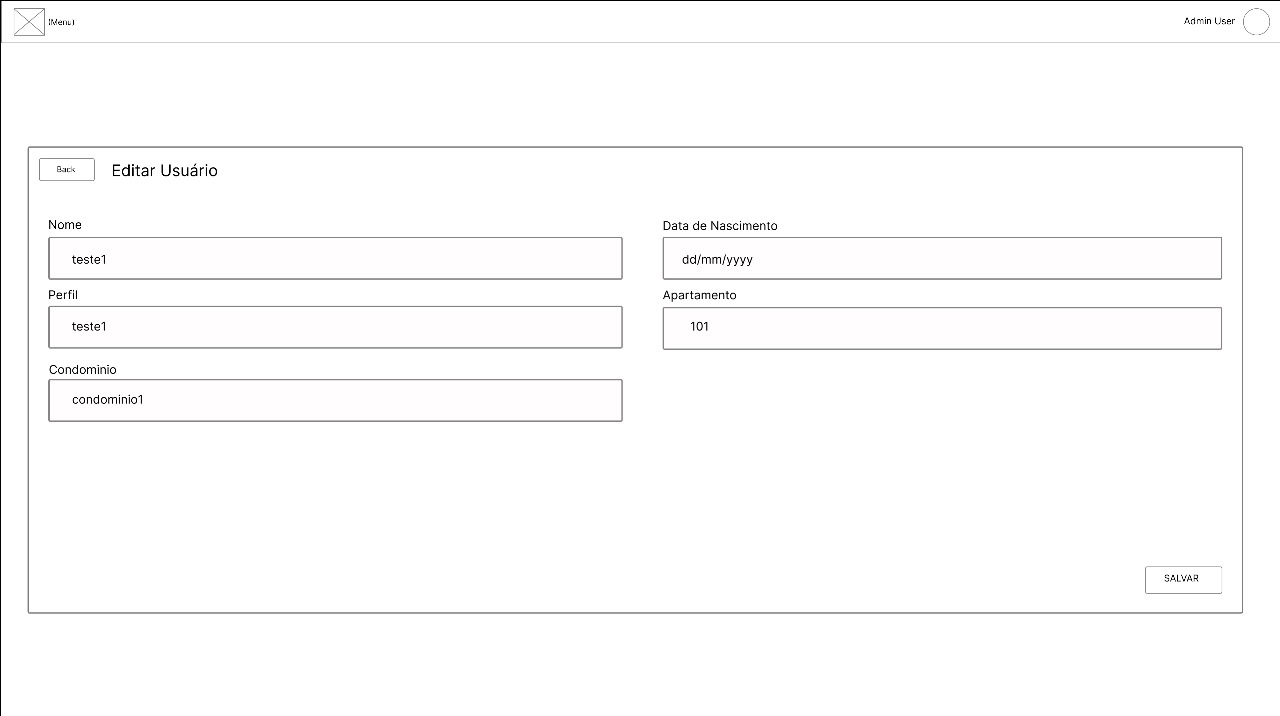 (Menu)
Admin User
Back
Editar Usuário
Nome
Data de Nascimento
teste1
dd/mm/yyyy
Perfil
Apartamento
teste1
101
Condominio
condominio1
SALVAR